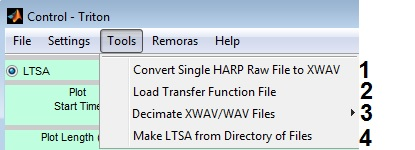 Control - Triton
File Settings Tools Remoras Help
LTSA
Convert Single HARP Raw File to XWAV 1
Plot
Load Transfer Function File 2
Start Time
Decimate XWAV/WAV Files 3
Plot Length
Make LTSA from Directory of Files 4